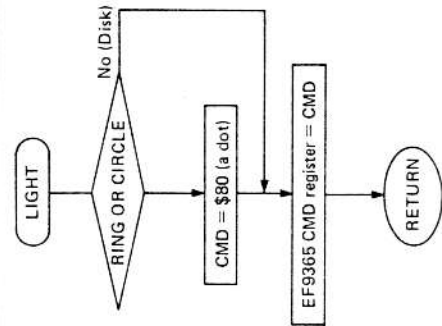 LIGHT
RING OR CIRCLE
No (Disk)
CMD = $80 (a dot)
EF9365 CMD register = CMD
RETURN